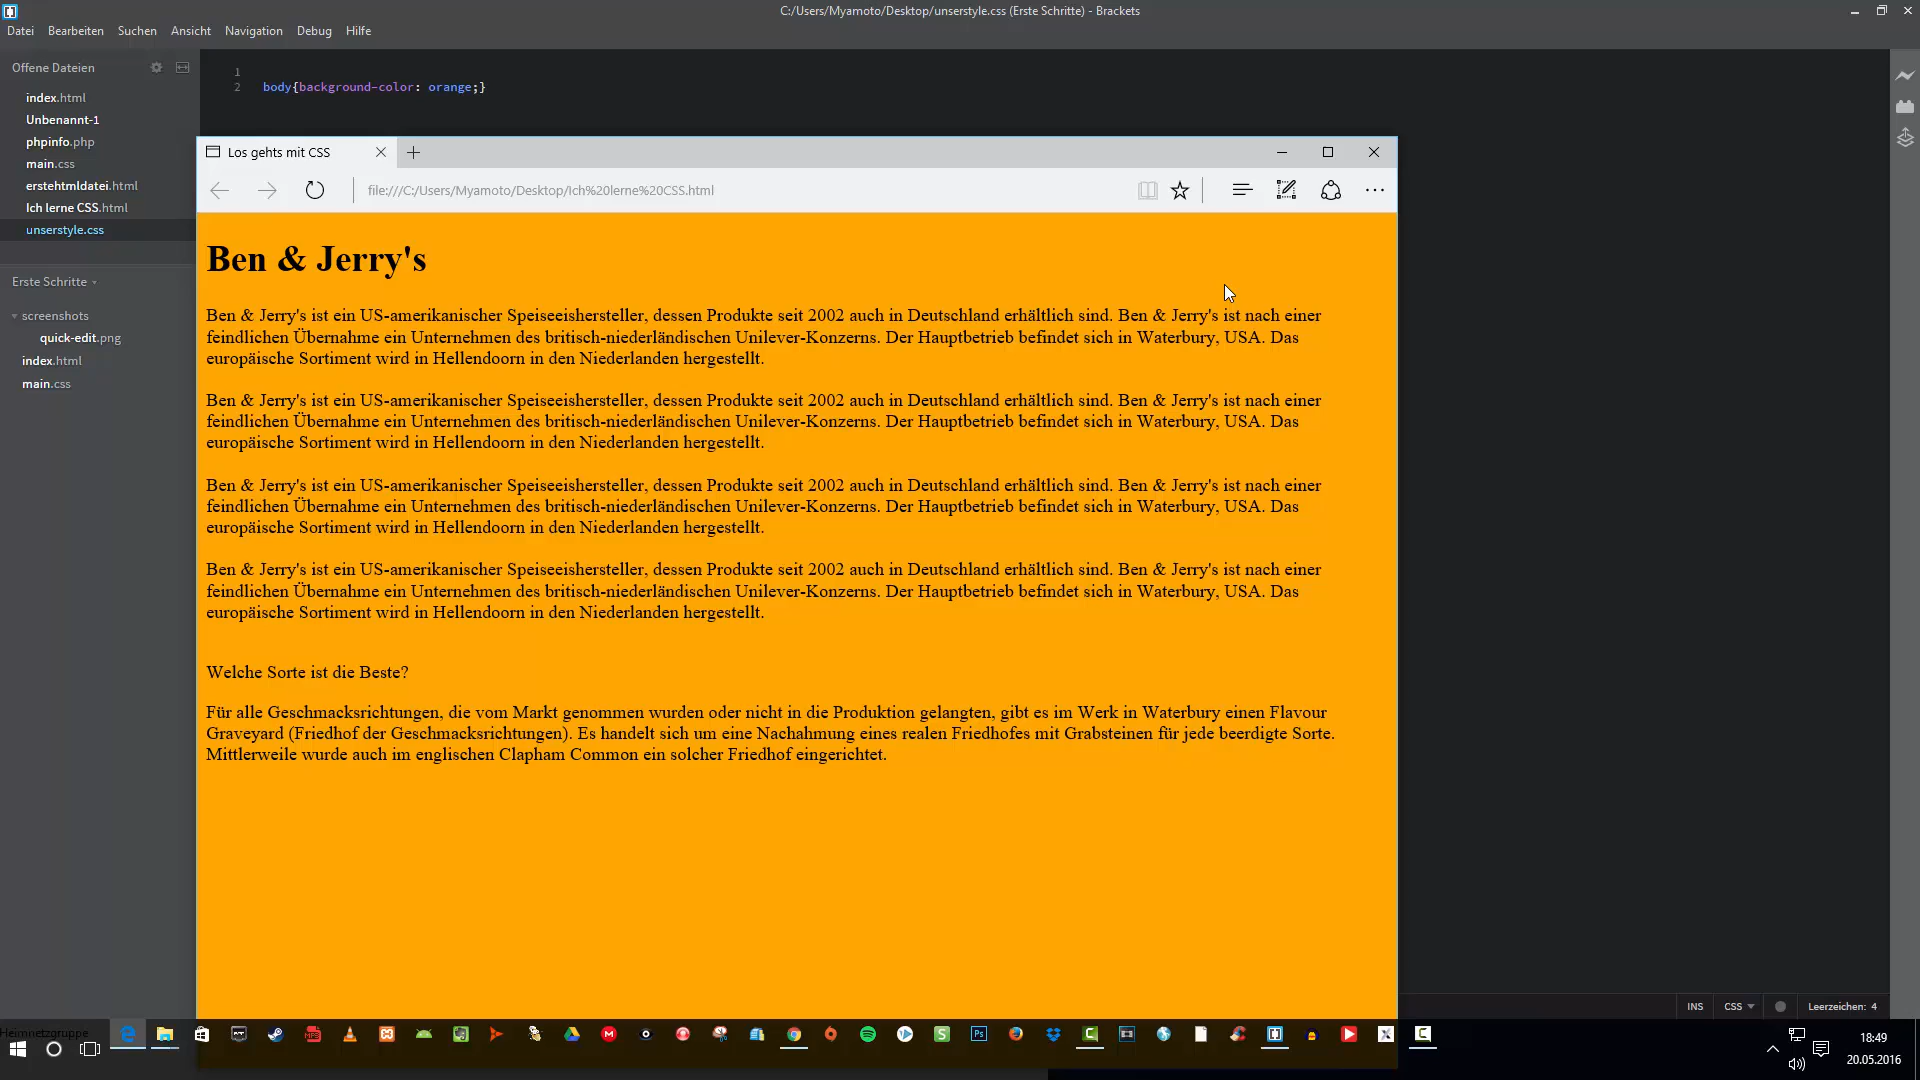 C:/Users/Myamoto/Desktop/unserstyle.css (Erste Schritte) - Brackets
Datei Bearbeiten Suchen Ansicht Navigation Debug Hilfe
Offene Dateien
index.html
Unbenannt-1
phpinfo.php
main.css
erstehtmldatei.html
Ich lerne CSS.html
unserstyle.css
Erste Schritte
screenshots
quick-edit.png
index.html
main.css
1
2 body{background-color: orange;}
Los gehts mit CSS
file:///C:/Users/Myamoto/Desktop/Ich%20lerne%20CSS.html
Ben & Jerry's
Ben & Jerry's ist ein US-amerikanischer Speiseeishersteller, dessen Produkte seit 2002 auch in Deutschland erhältlich sind. Ben & Jerry's ist nach einer
feindlichen Übernahme ein Unternehmen des britisch-niederländischen Unilever-Konzerns. Der Hauptbetrieb befindet sich in Waterbury, USA. Das
europäische Sortiment wird in Hellendoorn in den Niederlanden hergestellt.
Ben & Jerry's ist ein US-amerikanischer Speiseeishersteller, dessen Produkte seit 2002 auch in Deutschland erhältlich sind. Ben & Jerry's ist nach einer
feindlichen Übernahme ein Unternehmen des britisch-niederländischen Unilever-Konzerns. Der Hauptbetrieb befindet sich in Waterbury, USA. Das
europäische Sortiment wird in Hellendoorn in den Niederlanden hergestellt.
Ben & Jerry's ist ein US-amerikanischer Speiseeishersteller, dessen Produkte seit 2002 auch in Deutschland erhältlich sind. Ben & Jerry's ist nach einer
feindlichen Übernahme ein Unternehmen des britisch-niederländischen Unilever-Konzerns. Der Hauptbetrieb befindet sich in Waterbury, USA. Das
europäische Sortiment wird in Hellendoorn in den Niederlanden hergestellt.
Ben & Jerry's ist ein US-amerikanischer Speiseeishersteller, dessen Produkte seit 2002 auch in Deutschland erhältlich sind. Ben & Jerry's ist nach einer
feindlichen Übernahme ein Unternehmen des britisch-niederländischen Unilever-Konzerns. Der Hauptbetrieb befindet sich in Waterbury, USA. Das
europäische Sortiment wird in Hellendoorn in den Niederlanden hergestellt.
Welche Sorte ist die Beste?
Für alle Geschmacksrichtungen, die vom Markt genommen wurden oder nicht in die Produktion gelangten, gibt es im Werk in Waterbury einen Flavour
Graveyard (Friedhof der Geschmacksrichtungen). Es handelt sich um eine Nachahmung eines realen Friedhofes mit Grabsteinen für jede beerdigte Sorte.
Mittlerweile wurde auch im englischen Clapham Common ein solcher Friedhof eingerichtet.
INS CSS Leerzeichen: 4
Heimnetzgruppe
18:49
20.05.2016